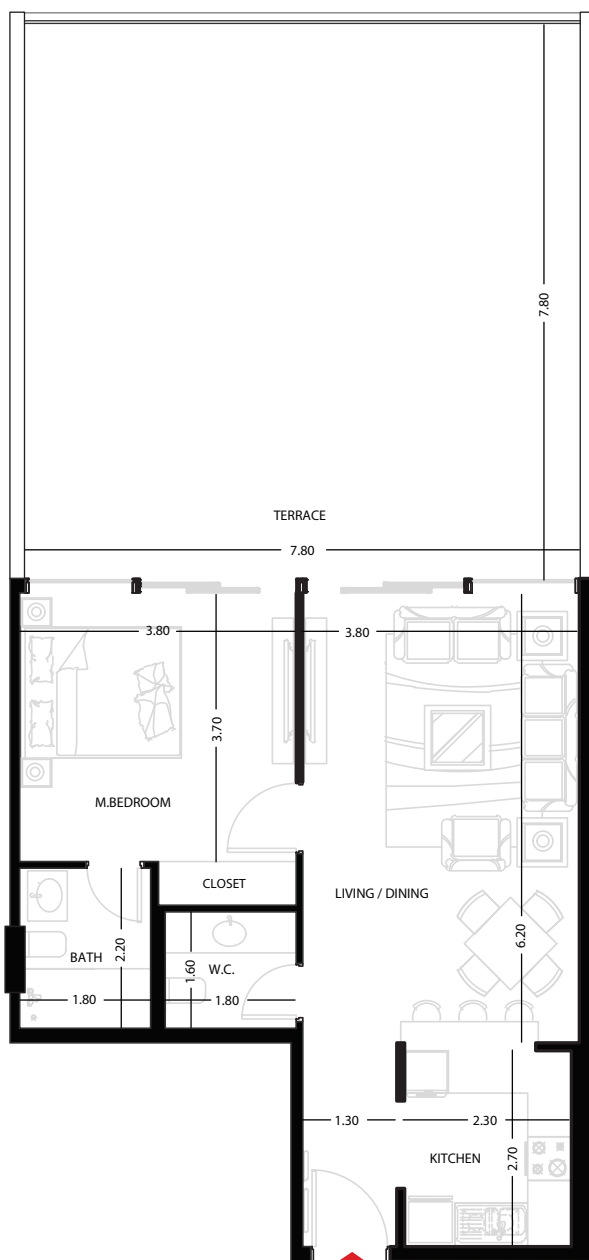 7.80
TERRACE
7.80
3.80
3.80
3.70
M.BEDROOM
CLOSET
LIVING / DINING
6.20
BATH
2.20
W.C.
1.60
1.80
1.80
1.30
2.30
KITCHEN
2.70